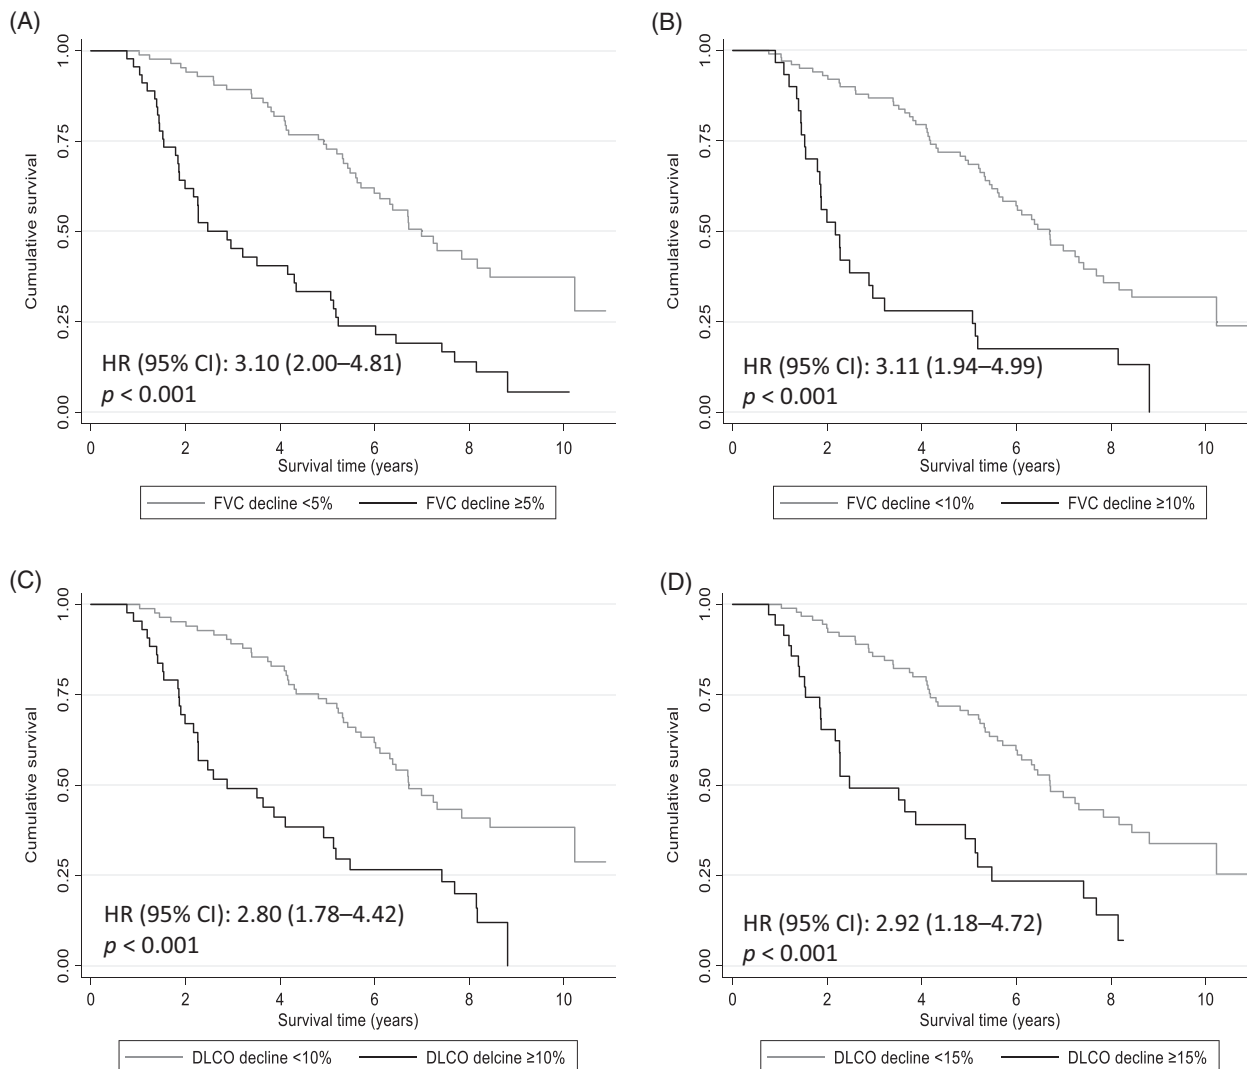 (A)
1.00
0.75
0.50
0.25
0.00
Cumulative survival
HR (95% CI): 3.10 (2.00–4.81)
p < 0.001
0 2 4 6 8 10
Survival time (years)
FVC decline <5% FVC decline ≥5%
(B)
1.00
0.75
0.50
0.25
0.00
Cumulative survival
HR (95% CI): 3.11 (1.94–4.99)
p < 0.001
0 2 4 6 8 10
Survival time (years)
FVC decline <10% FVC decline ≥10%
(C)
1.00
0.75
0.50
0.25
0.00
Cumulative survival
HR (95% CI): 2.80 (1.78–4.42)
p < 0.001
0 2 4 6 8 10
Survival time (years)
DLCO decline <10% DLCO delcine ≥10%
(D)
1.00
0.75
0.50
0.25
0.00
Cumulative survival
HR (95% CI): 2.92 (1.18–4.72)
p < 0.001
0 2 4 6 8 10
Survival time (years)
DLCO decline <15% DLCO decline ≥15%